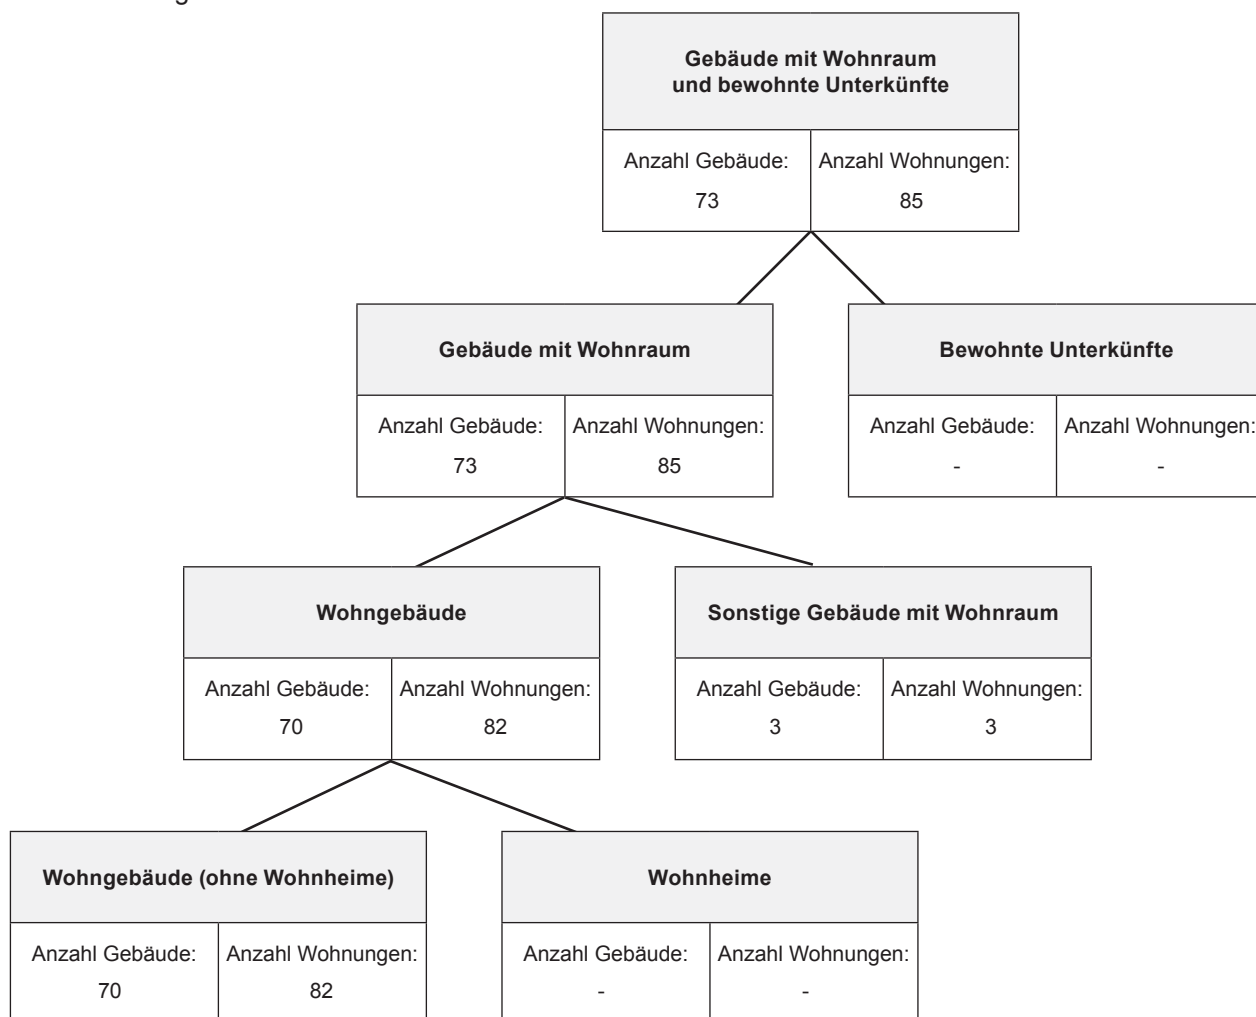 Gebäude mit Wohnraum
und bewohnte Unterkünfte
Anzahl Gebäude: Anzahl Wohnungen:
73 85
Gebäude mit Wohnraum
Bewohnte Unterkünfte
Anzahl Gebäude: Anzahl Wohnungen:
73 85
Anzahl Gebäude: Anzahl Wohnungen:
- -
Wohngebäude
Sonstige Gebäude mit Wohnraum
Anzahl Gebäude: Anzahl Wohnungen:
70 82
Anzahl Gebäude: Anzahl Wohnungen:
3 3
Wohngebäude (ohne Wohnheime)
Wohnheime
Anzahl Gebäude: Anzahl Wohnungen:
70 82
Anzahl Gebäude: Anzahl Wohnungen:
- -